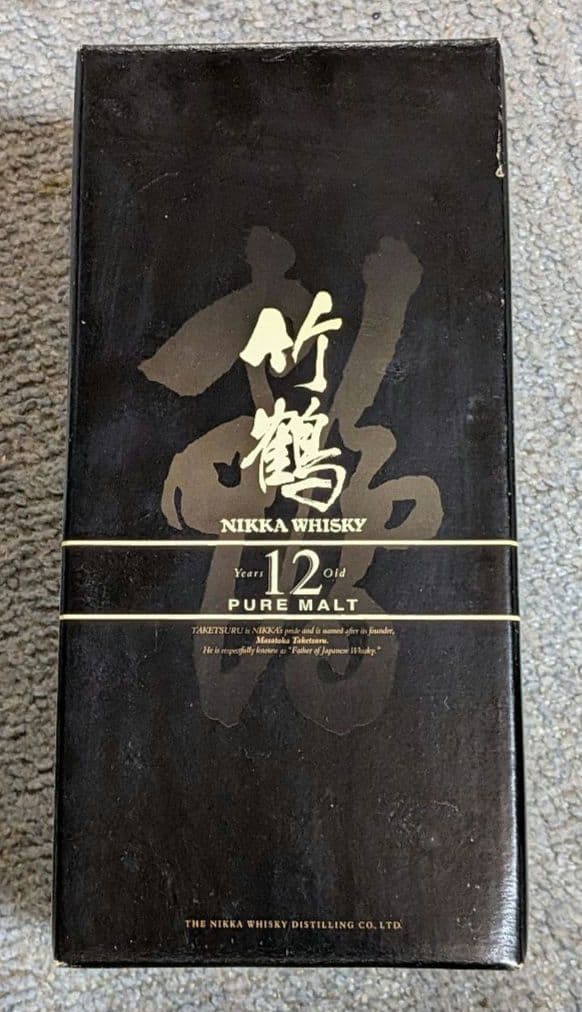 竹
鶴
NIKKA WHISKY
Years 12 Old
PURE MALT
TAKETSURU is NIKKA's pride and is named after its founder,
Masataka Taketsuru.
He is respectfully known as "Father of Japanese Whisky."
THE NIKKA WHISKY DISTILLING CO., LTD.